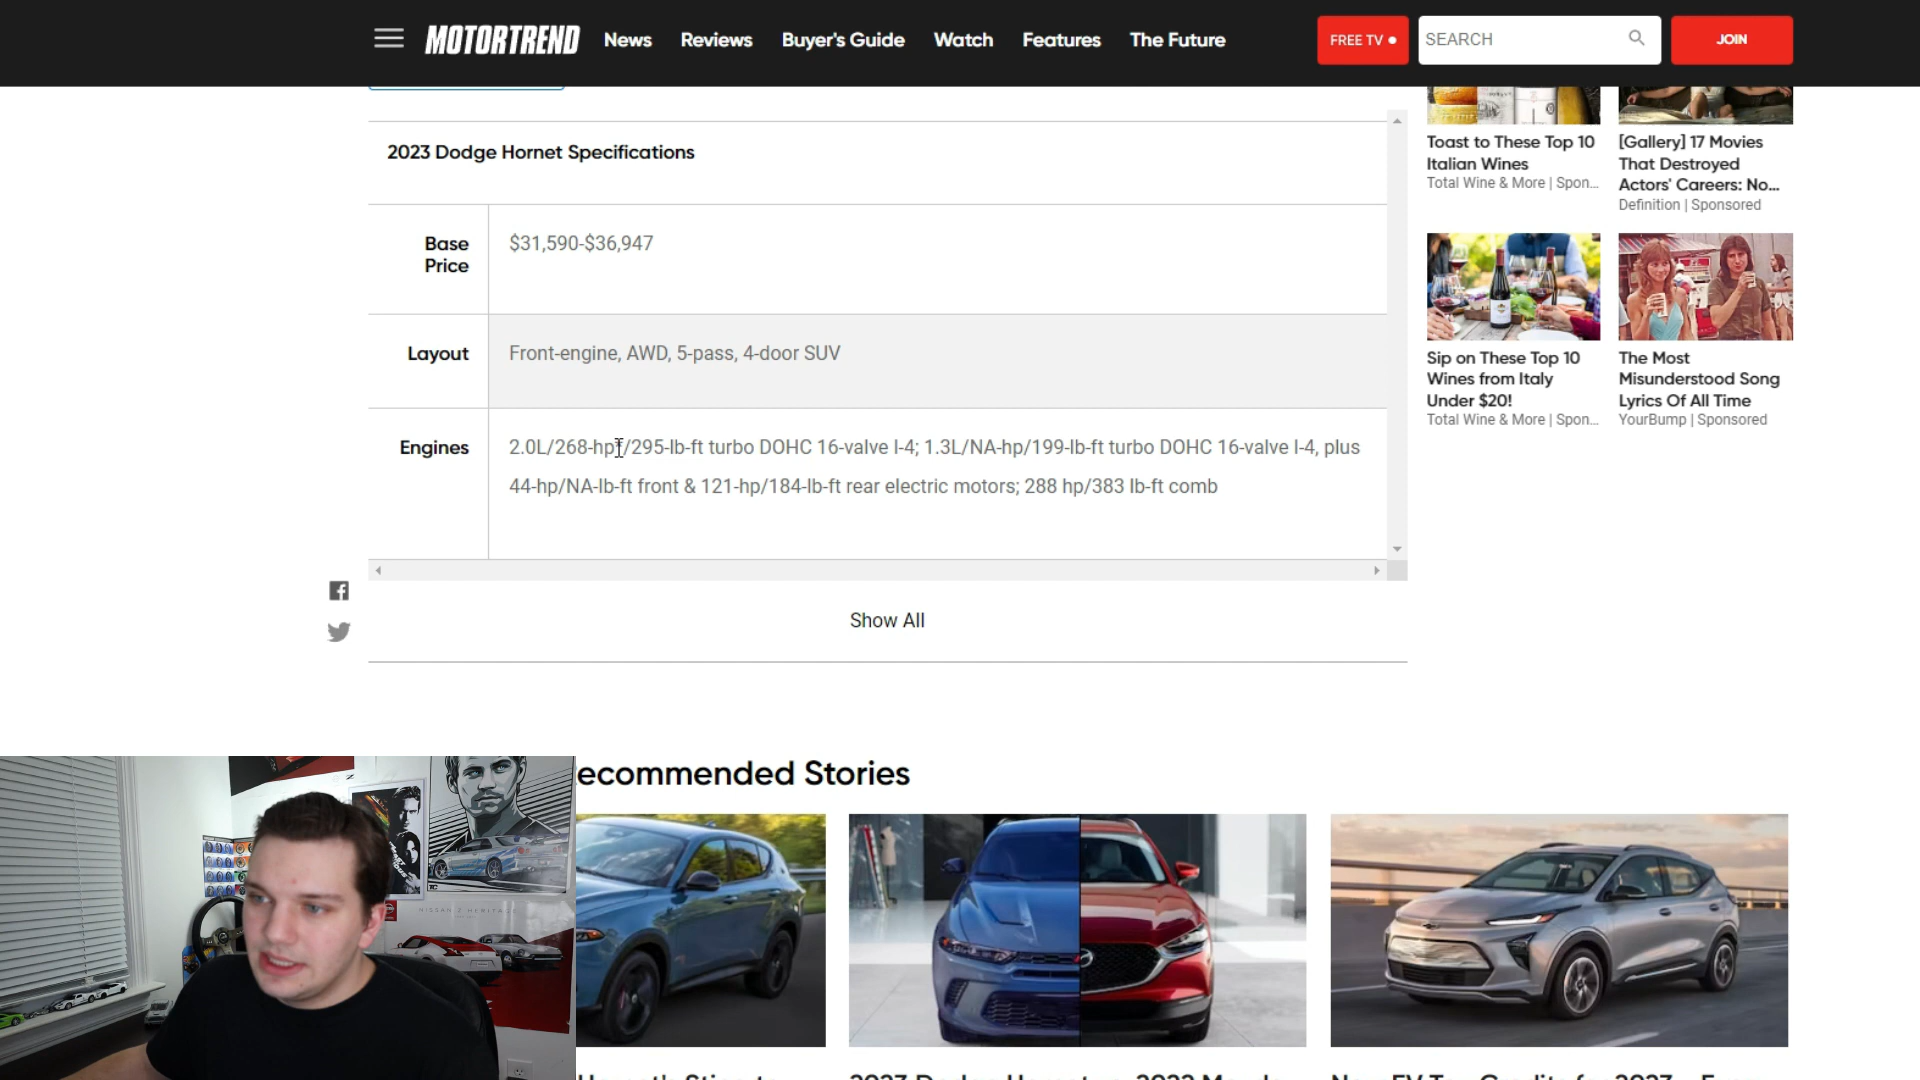 MOTORTREND
News
Reviews
Buyer's Guide
Watch
Features
The Future
FREE TV
SEARCH
JOIN
2023 Dodge Hornet Specifications
Base
Price
$31,590-$36,947
Layout
Front-engine, AWD, 5-pass, 4-door SUV
Engines
2.0L/268-hp/295-lb-ft turbo DOHC 16-valve I-4; 1.3L/NA-hp/199-lb-ft turbo DOHC 16-valve I-4, plus
44-hp/NA-lb-ft front & 121-hp/184-lb-ft rear electric motors; 288 hp/383 lb-ft comb
Show All
Toast to These Top 10
Italian Wines
Total Wine & More | Spon...
[Gallery] 17 Movies
That Destroyed
Actors' Careers: No...
Definition | Sponsored
Sip on These Top 10
Wines from Italy
Under $20!
Total Wine & More | Spon...
The Most
Misunderstood Song
Lyrics Of All Time
YourBump | Sponsored
ecommended Stories
NISSAN Z HERITAGE